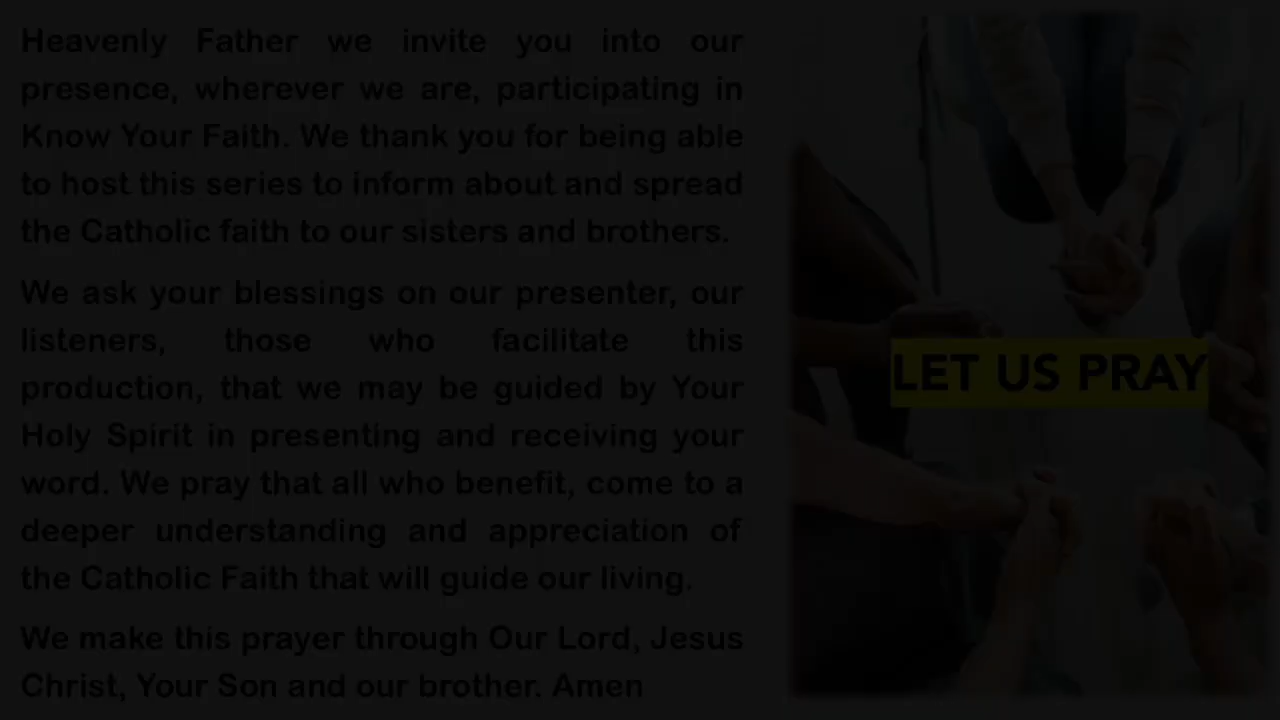 Heavenly Father we invite you into our
presence, wherever we are, participating in
Know Your Faith. We thank you for being able
to host this series to inform about and spread
the Catholic faith to our sisters and brothers.
We ask your blessings on our presenter, our
listeners, those who facilitate this
production, that we may be guided by Your
Holy Spirit in presenting and receiving your
word. We pray that all who benefit, come to a
deeper understanding and appreciation of
the Catholic Faith that will guide our living.
We make this prayer through Our Lord, Jesus
Christ, Your Son and our brother. Amen
LET US PRAY